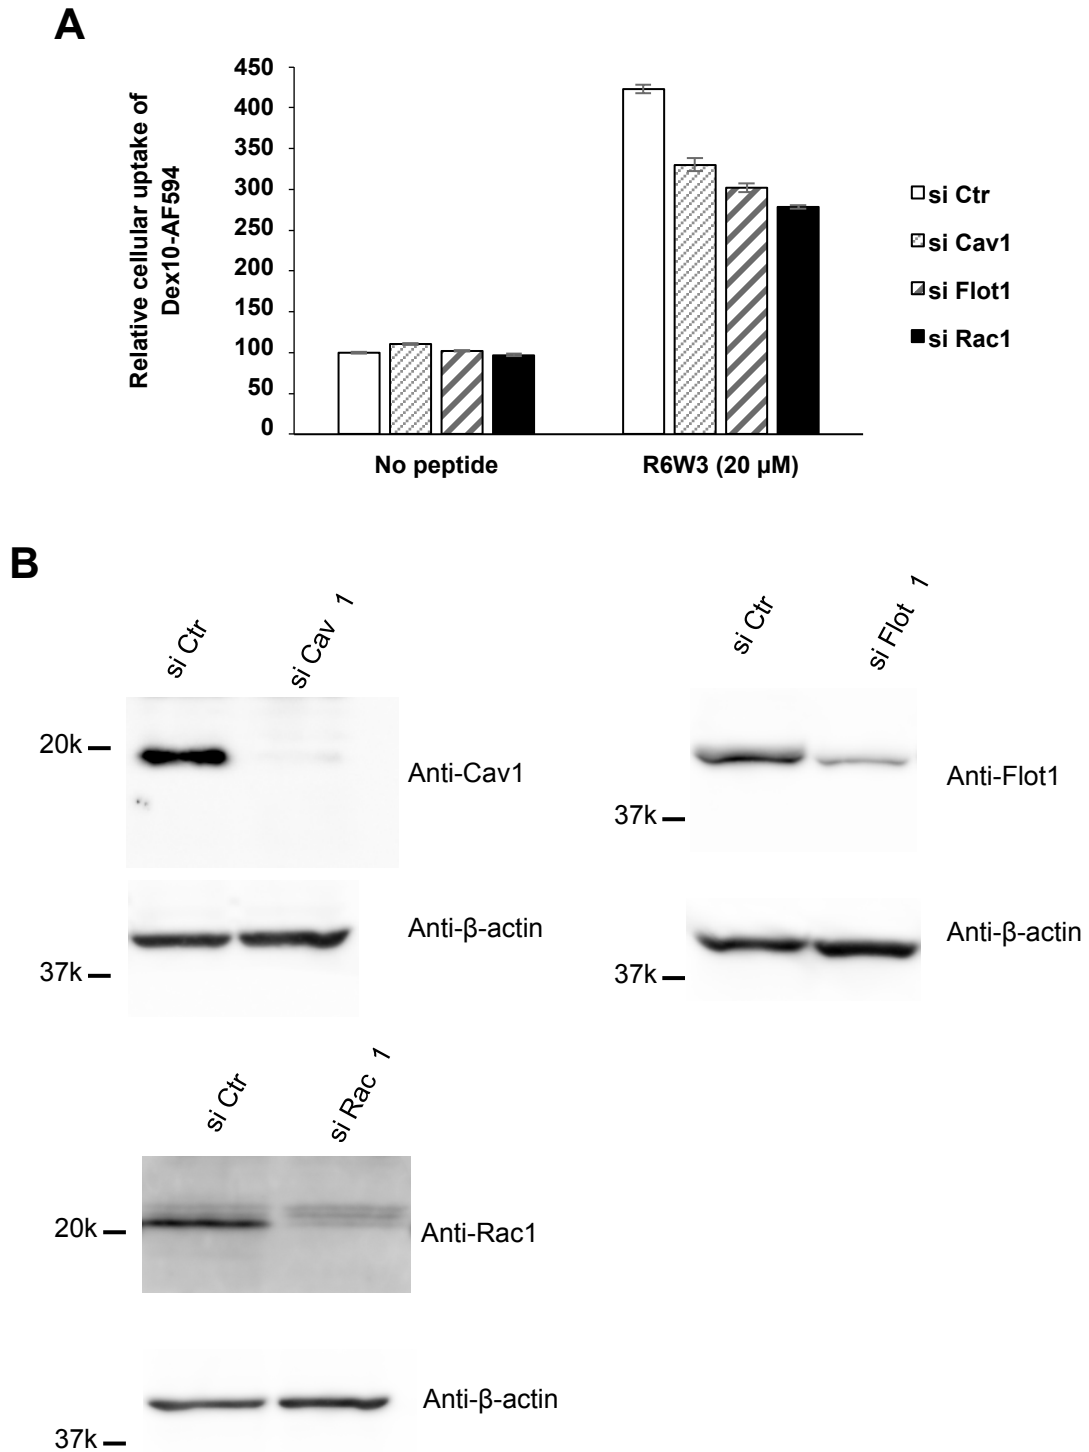 A
Relative cellular uptake of
Dex10-AF594
450
400
350
300
250
200
150
100
50
0
No peptide
R6W3 (20 μM)
si Ctr
si Cav1
si Flot1
si Rac1
B
si Ctr
si Cav 1
20k
Anti-Cav1
37k
Anti-β-actin
si Ctr
si Flot 1
37k
Anti-Flot1
37k
Anti-β-actin
si Ctr
si Rac 1
20k
Anti-Rac1
37k
Anti-β-actin